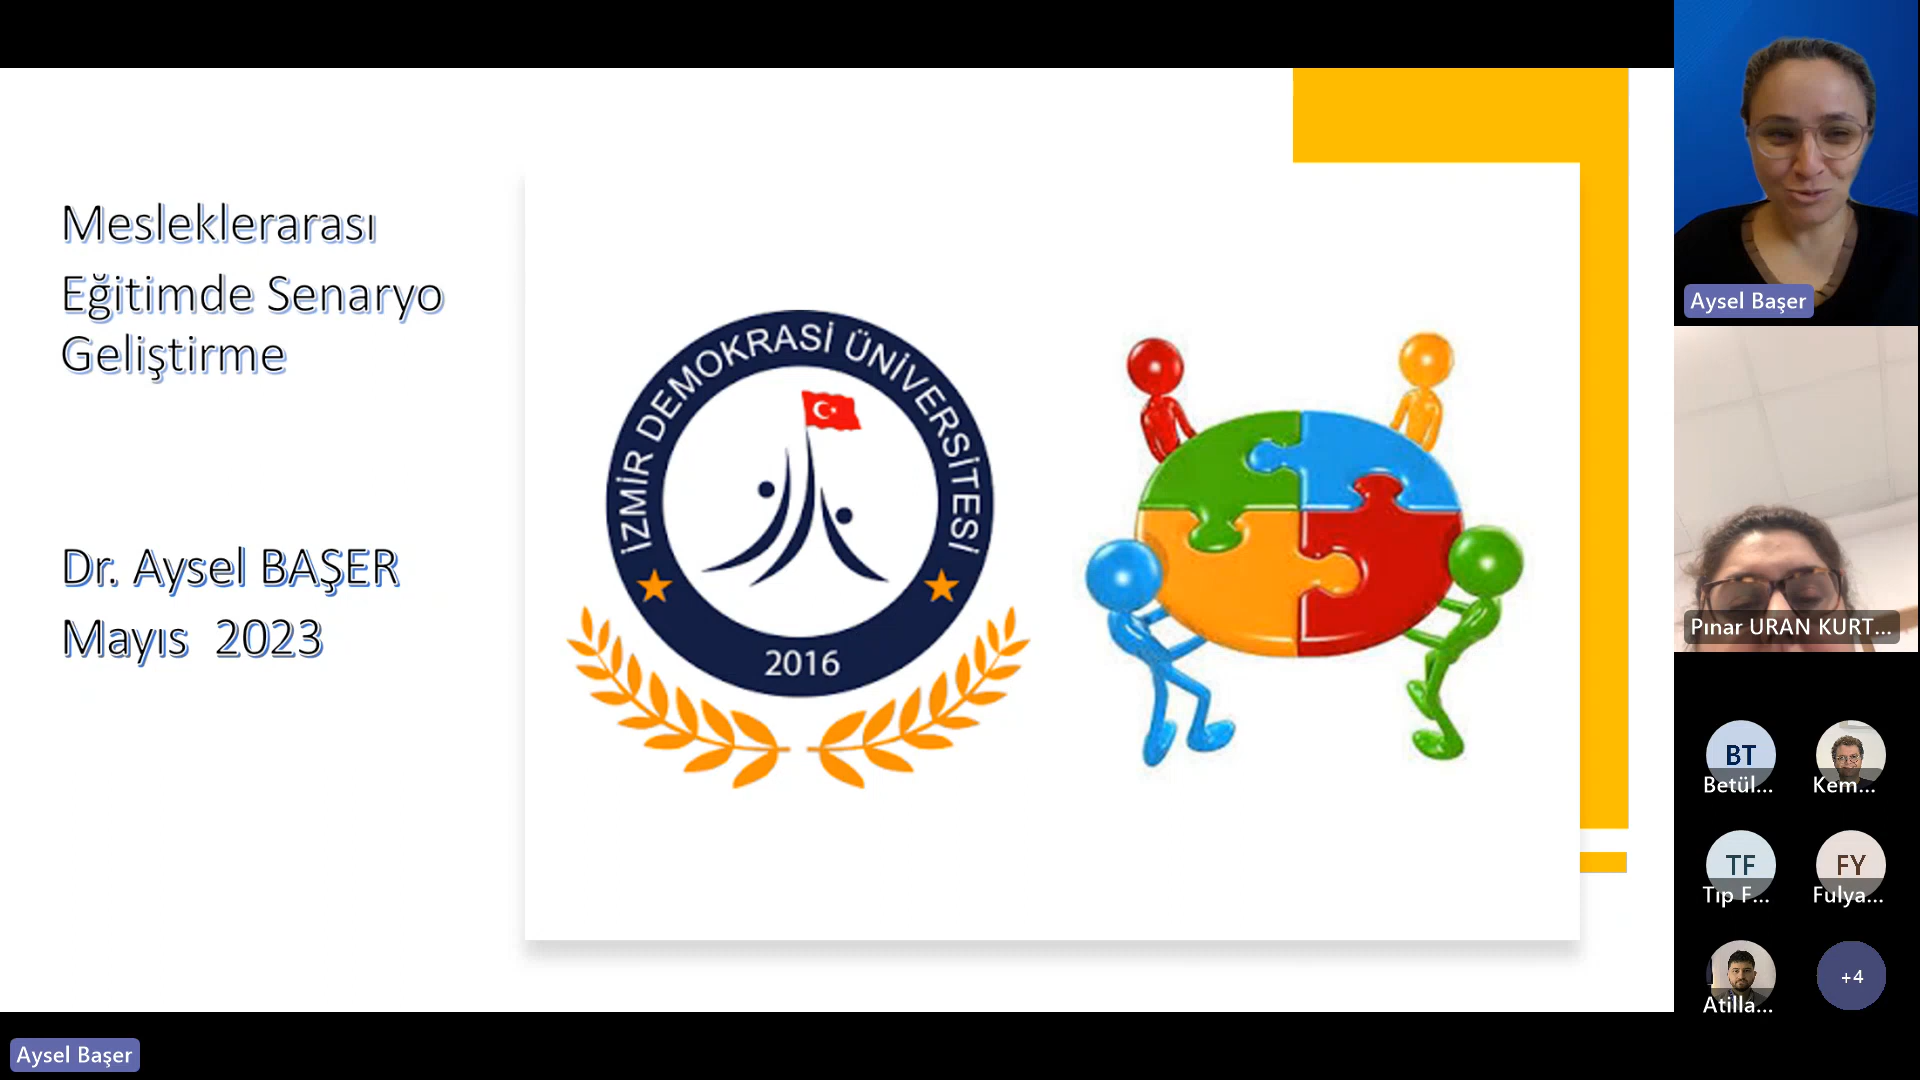 Mesleklerarası
Eğitimde Senaryo
Geliştirme
Dr. Aysel BAŞER
Mayıs 2023
İZMİR DEMOKRASİ ÜNİVERSİTESİ
2016
Aysel Başer
Pınar URAN KURT...
BT
Betül...
Kem...
TF
Tıp F...
FY
Fulya...
Atilla...
+4
Aysel Başer